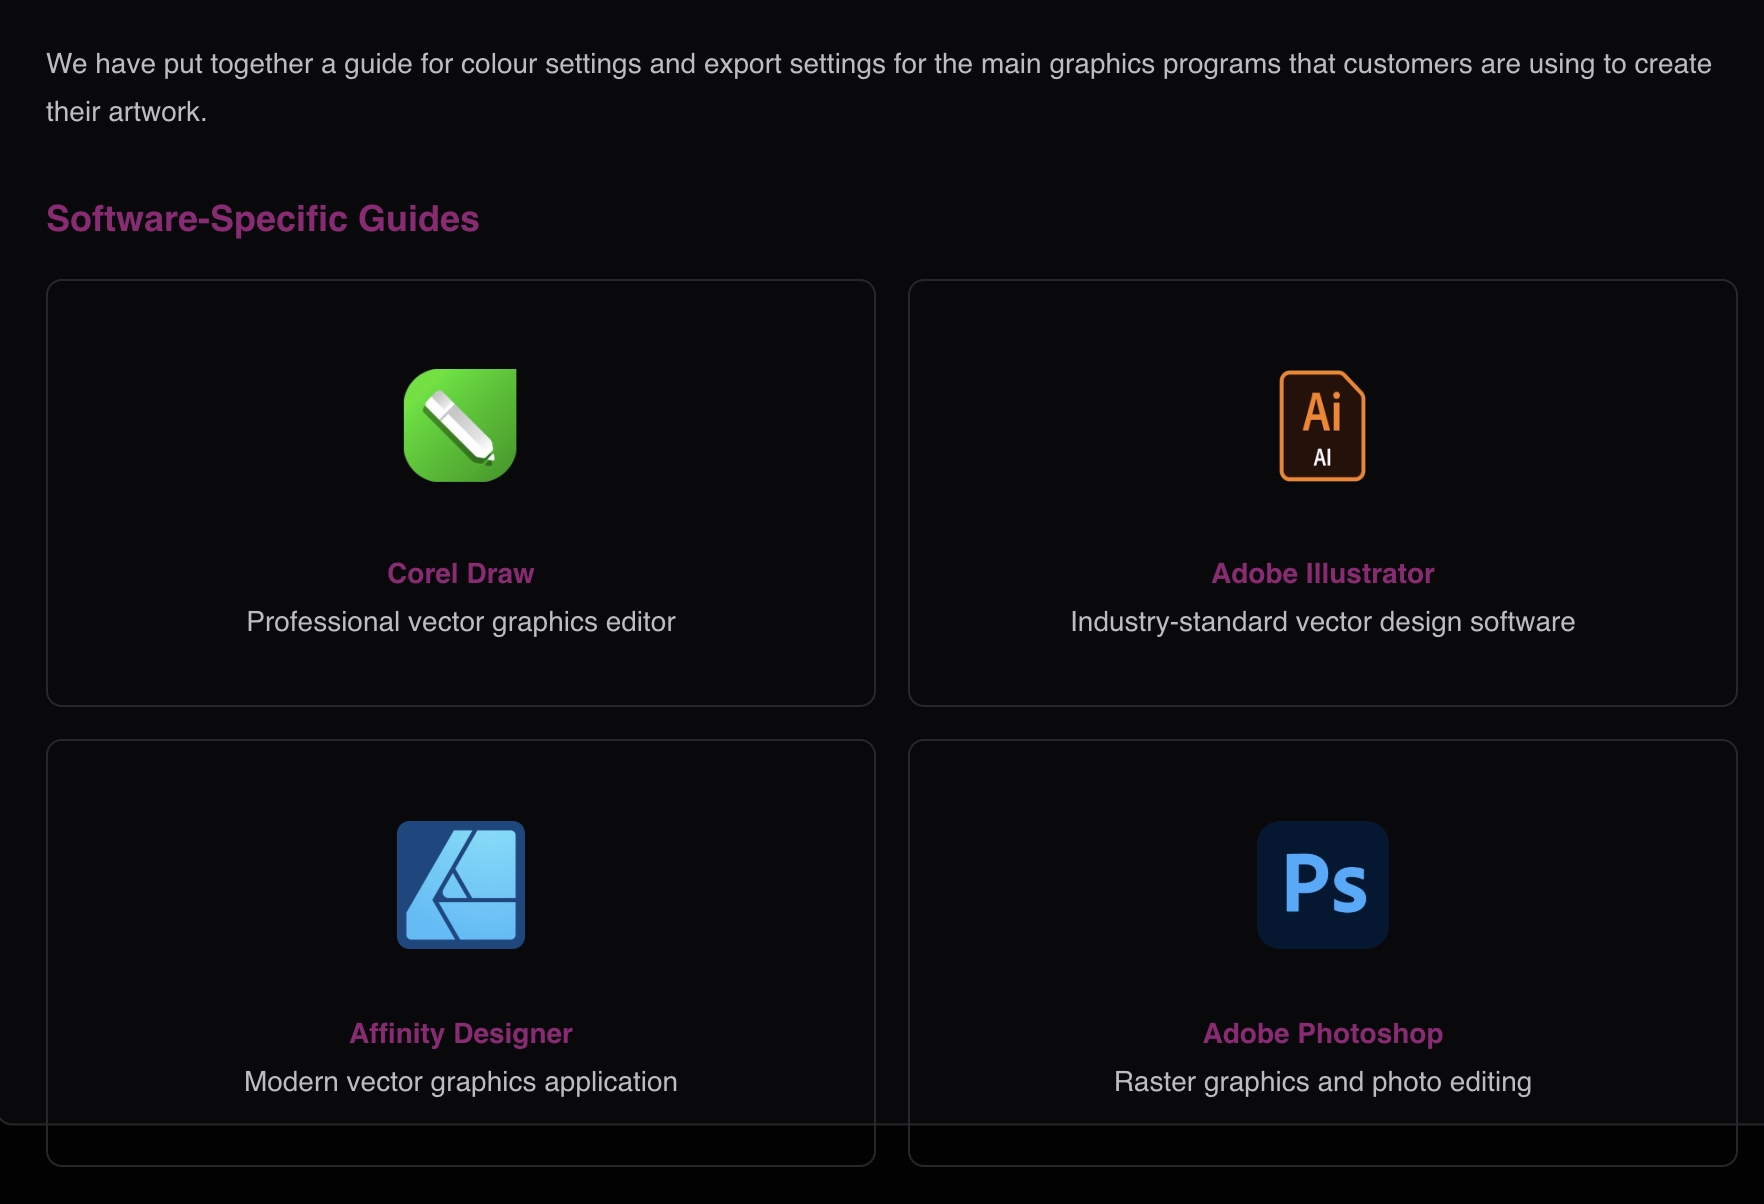 We have put together a guide for colour settings and export settings for the main graphics programs that customers are using to create
their artwork.
Software-Specific Guides
Ai
AI
Corel Draw
Adobe Illustrator
Professional vector graphics editor
Industry-standard vector design software
Ps
Affinity Designer
Adobe Photoshop
Modern vector graphics application
Raster graphics and photo editing